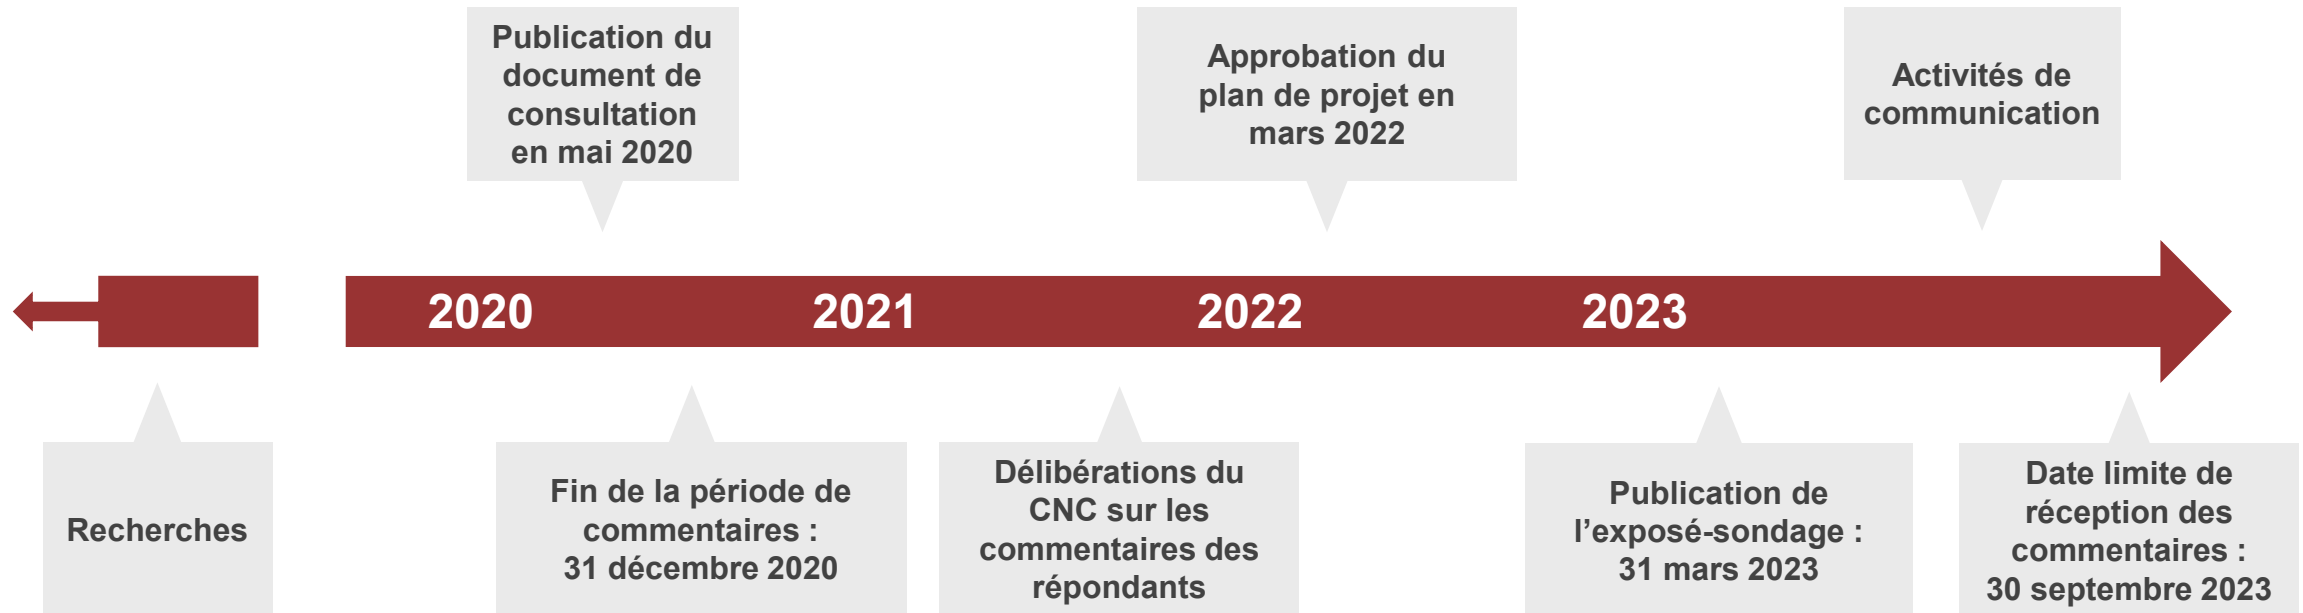 Publication du
document de
consultation
en mai 2020
Approbation du
plan de projet en
mars 2022
Activités de
communication
2020
2021
2022
2023
Recherches
Fin de la période de
commentaires :
31 décembre 2020
Délibérations du
CNC sur les
commentaires des
répondants
Publication de
l’exposé-sondage :
31 mars 2023
Date limite de
réception des
commentaires :
30 septembre 2023